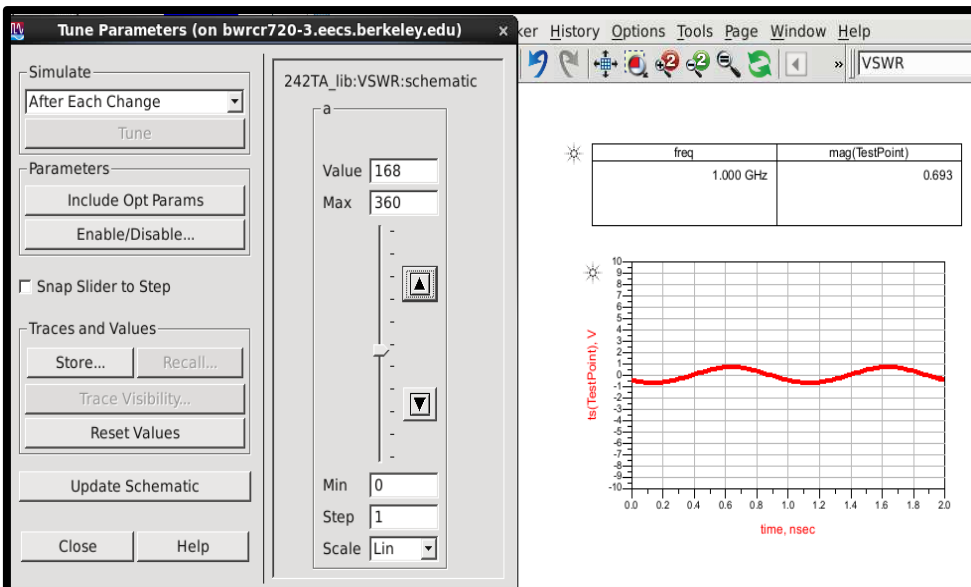 Tune Parameters (on bwrcr720-3.eecs.berkeley.edu) x
Simulate
After Each Change
Tune
Parameters
Include Opt Params
Enable/Disable...
Snap Slider to Step
Traces and Values
Store... Recall...
Trace Visibility...
Reset Values
Update Schematic
Close Help
242TA_lib:VSWR:schematic
a
Value 168
Max 360
Min 0
Step 1
Scale Lin
ker History Options Tools Page Window Help
2 2 » VSWR
freq mag(TestPoint)
1.000 GHz 0.693
ts(TestPoint), V
10
9
8
7
6
5
4
3
2
1
0
-1
-2
-3
-4
-5
-6
-7
-8
-9
-10
0.0 0.2 0.4 0.6 0.8 1.0 1.2 1.4 1.6 1.8 2.0
time, nsec